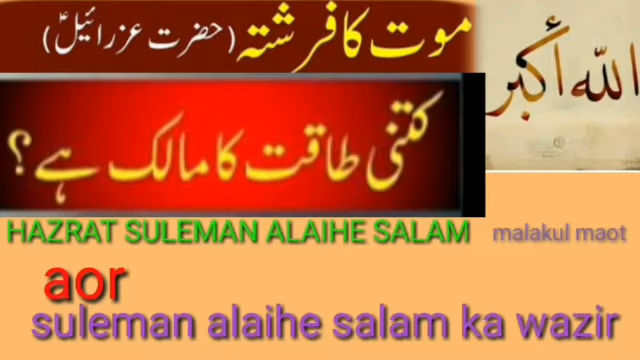 موت کا فرشتہ (حضرت عزرائیلؑ)
اللہ أكبر
کتنی طاقت کا مالک ہے؟
HAZRAT SULEMAN ALAIHE SALAM malakul maot
aor
suleman alaihe salam ka wazir